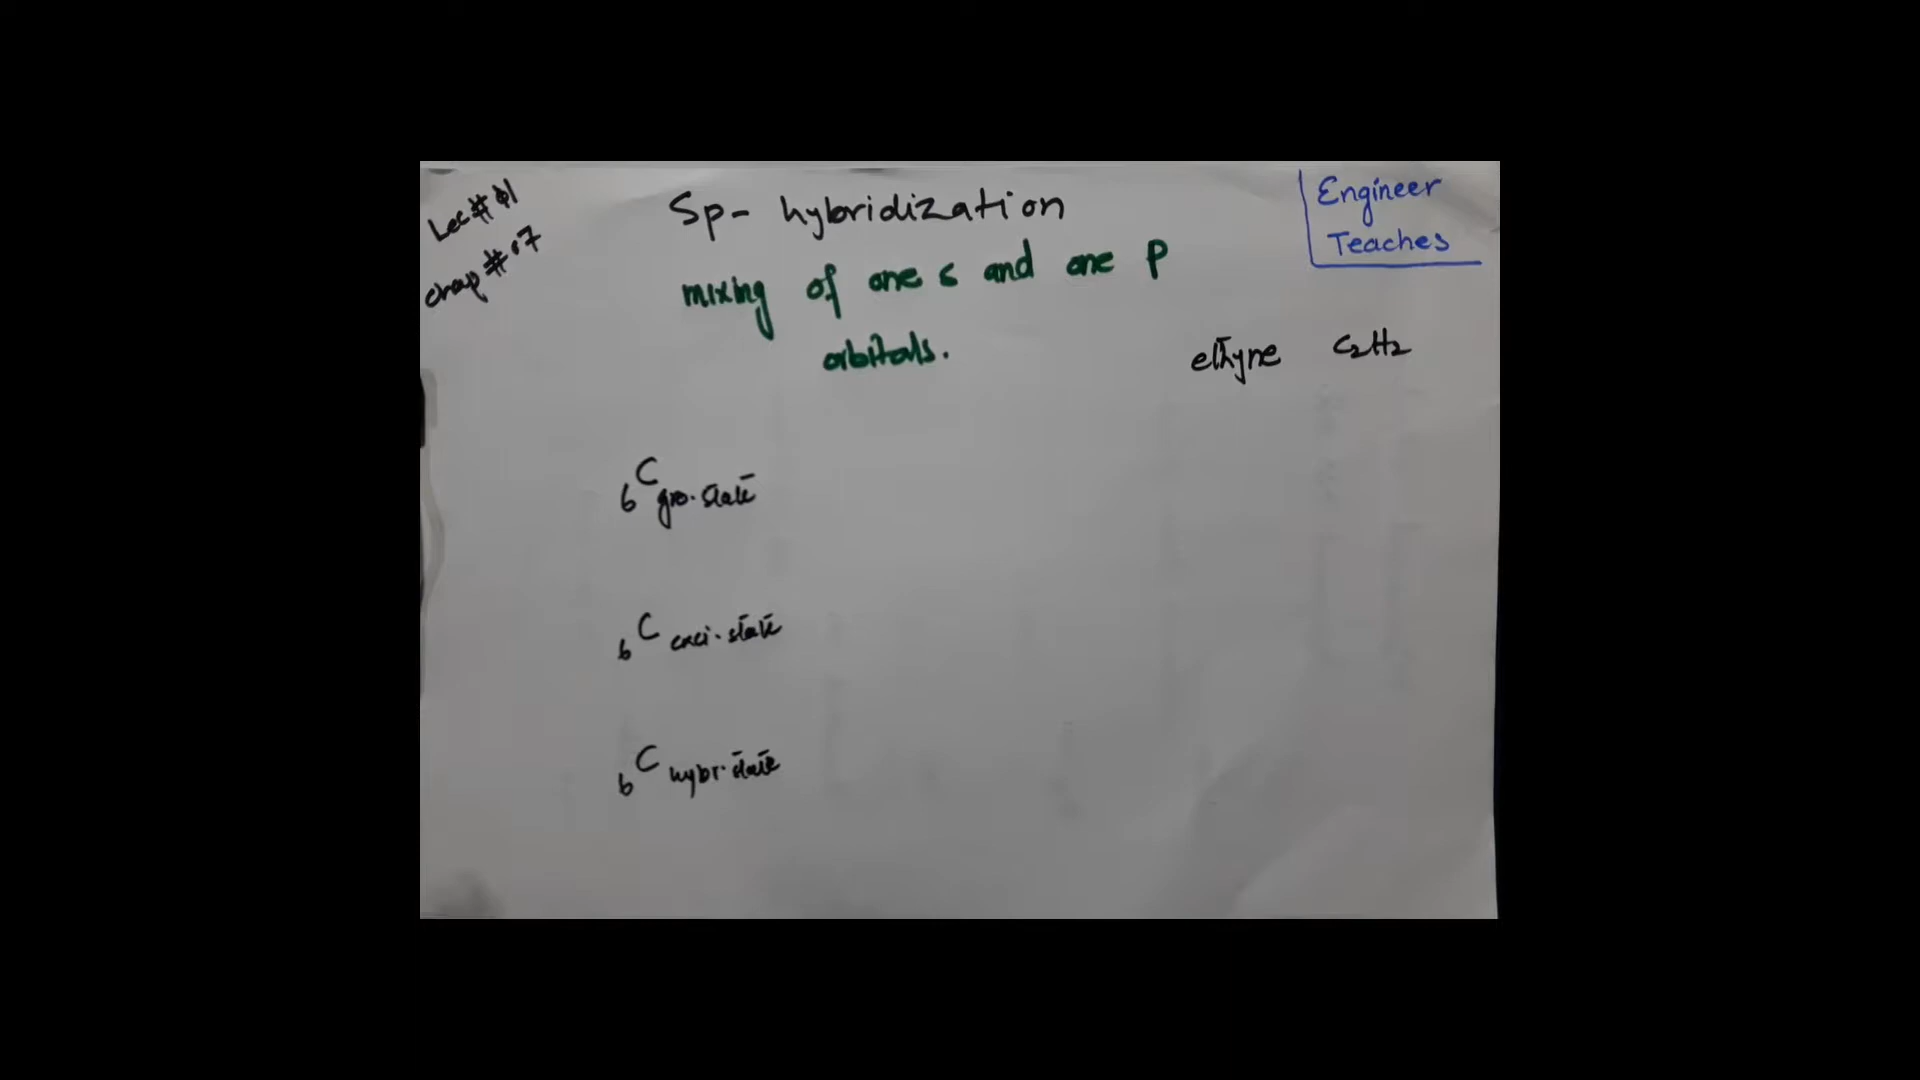 Lec # 01
chap # 07
Sp- hybridization
mixing of one s and one p
orbitals.
Engineer
Teaches
ethyne C₂H₂
₆C gro. state
₆C exci. state
₆C hybr. state